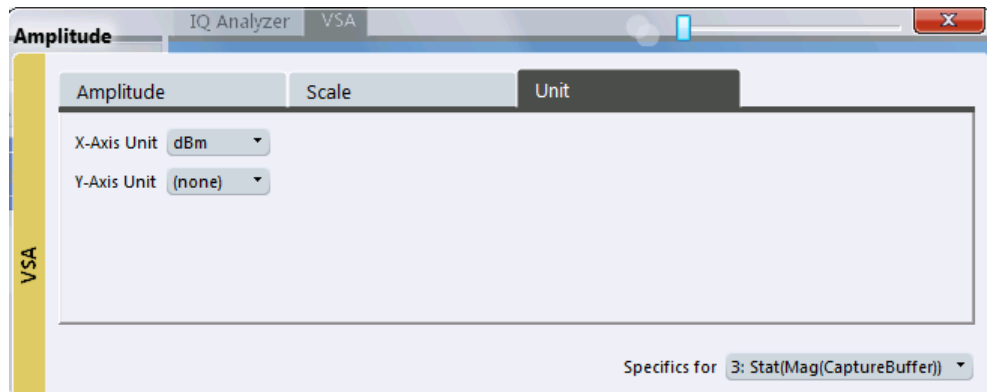 Amplitude
IQ Analyzer VSA
Amplitude Scale Unit
X-Axis Unit dBm
Y-Axis Unit (none)
VSA
Specifics for 3: Stat(Mag(CaptureBuffer))